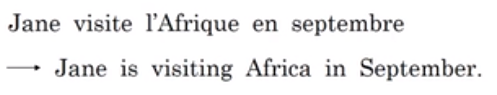 Jane visite l'Afrique en septembre
⟶ Jane is visiting Africa in September.